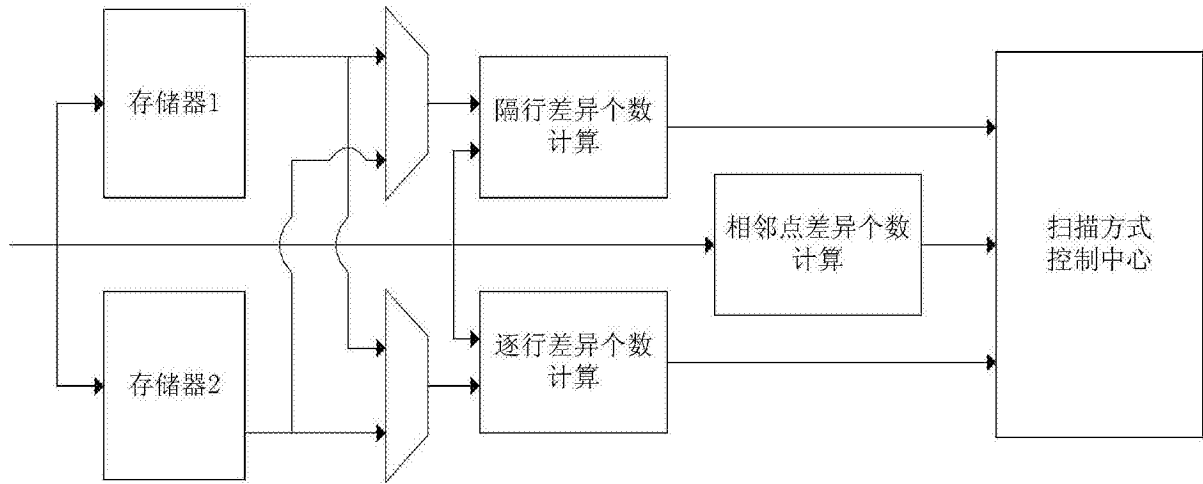 存储器1
隔行差异个数
计算
相邻点差异个数
计算
扫描方式
控制中心
存储器2
逐行差异个数
计算